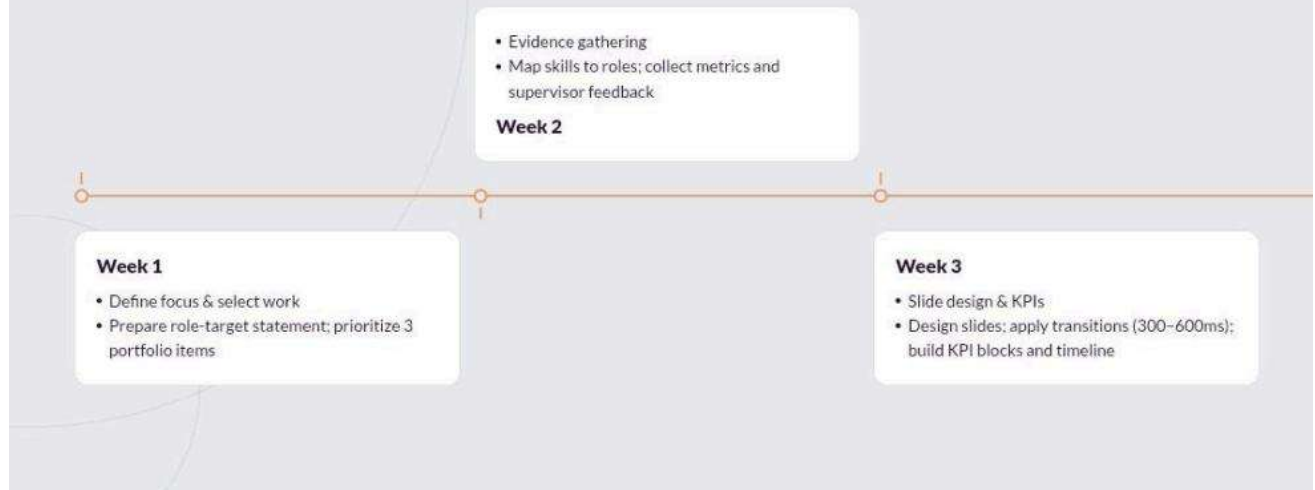 • Evidence gathering
• Map skills to roles; collect metrics and
supervisor feedback
Week 2
Week 1
• Define focus & select work
• Prepare role-target statement; prioritize 3
portfolio items
Week 3
• Slide design & KPIs
• Design slides; apply transitions (300–600ms);
build KPI blocks and timeline